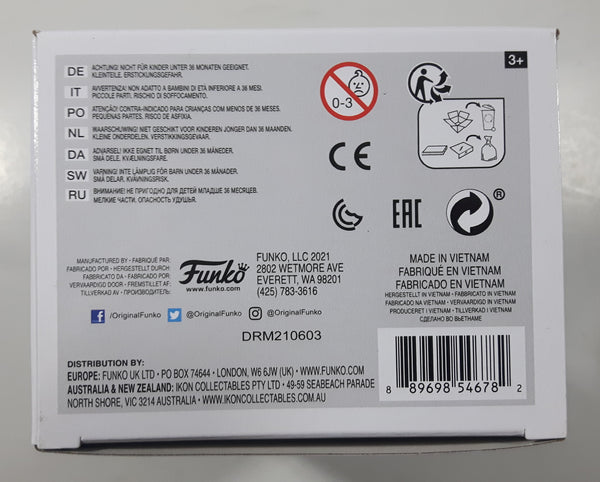 3+
DE ACHTUNG! NICHT FÜR KINDER UNTER 36 MONATEN GEEIGNET.
KLEINTEILE. ERSTICKUNGSGEFAHR.
IT AVVERTENZA: NON ADATTO A BAMBINI DI ETÀ INFERIORE A 36 MESI.
PICCOLE PARTI. RISCHIO DI SOFFOCAMENTO.
PO ATENÇÃO! CONTRA-INDICADO PARA CRIANÇAS COM MENOS DE 36 MESES.
PEQUENAS PARTES. RISCO DE ASFIXIA.
NL WAARSCHUWING! NIET GESCHIKT VOOR KINDEREN JONGER DAN 36 MAANDEN.
KLEINE ONDERDELEN. VERSTIKKINGSGEVAAR.
DA ADVARSEL! IKKE EGNET TIL BØRN UNDER 36 MÅNEDER.
SMÅ DELE. KVÆLNINGSFARE.
SW VARNING! INTE LÄMPLIG FÖR BARN UNDER 36 MÅNADER.
SMÅ DELAR. KVÄVNINGSRISK.
RU ВНИМАНИЕ! НЕ ПРИГОДНО ДЛЯ ДЕТЕЙ МЛАДШЕ 36 МЕСЯЦЕВ.
МЕЛКИЕ ЧАСТИ. ОПАСНОСТЬ УДУШЬЯ.
0-3
CE
EAC
®
MANUFACTURED BY • FABRIQUÉ PAR:
FABRICADO POR • HERGESTELLT DURCH:
FABBRICATO DA • FABRICADO POR:
VERVAARDIGD DOOR • FREMSTILLET AF:
TILLVERKAD AV • ПРОИЗВОДИТЕЛЬ:
Funko
www.funko.com
FUNKO, LLC 2021
2802 WETMORE AVE
EVERETT, WA 98201
(425) 783-3616
/OriginalFunko @OriginalFunko @OriginalFunko
DRM210603
MADE IN VIETNAM
FABRIQUÉ EN VIETNAM
FABRICADO EN VIETNAM
HERGESTELLT IN VIETNAM • FABBRICATO IN VIETNAM
FABRICADO NA VIETNAM • VERVAARDIGD IN VIETNAM
PRODUCERET I VIETNAM • TILLVERKAD I VIETNAM
СДЕЛАНО ВО ВЬЕТНАМЕ
DISTRIBUTION BY:
EUROPE: FUNKO UK LTD • PO BOX 74644 • LONDON, W6 6JW (UK) • WWW.FUNKO.COM
AUSTRALIA & NEW ZEALAND: IKON COLLECTABLES PTY LTD • 49-59 SEABEACH PARADE
NORTH SHORE, VIC 3214 AUSTRALIA • WWW.IKONCOLLECTABLES.COM.AU
8 89698 54678 2